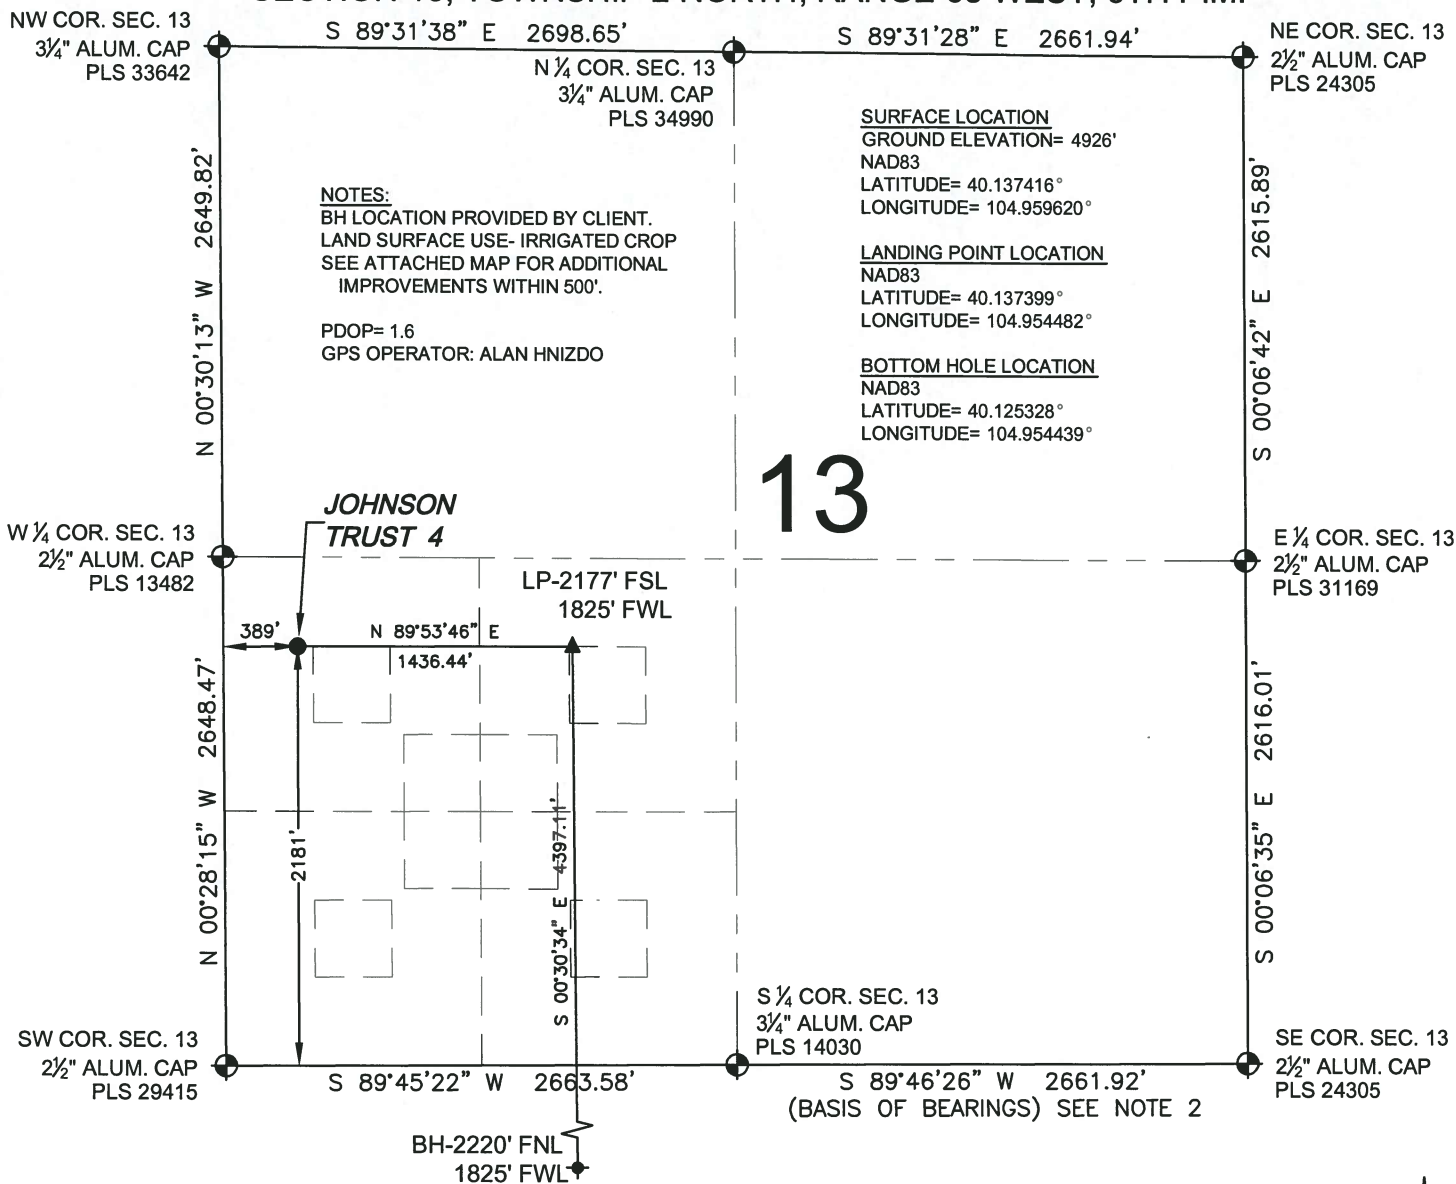 NW COR. SEC. 13
3¼" ALUM. CAP
PLS 33642
S 89°31'38" E 2698.65'
N ¼ COR. SEC. 13
3¼" ALUM. CAP
PLS 34990
S 89°31'28" E 2661.94'
NE COR. SEC. 13
2½" ALUM. CAP
PLS 24305
N 00°30'13" W 2649.82'
NOTES:
BH LOCATION PROVIDED BY CLIENT.
LAND SURFACE USE- IRRIGATED CROP
SEE ATTACHED MAP FOR ADDITIONAL
IMPROVEMENTS WITHIN 500'.
PDOP= 1.6
GPS OPERATOR: ALAN HNIZDO
SURFACE LOCATION
GROUND ELEVATION= 4926'
NAD83
LATITUDE= 40.137416°
LONGITUDE= 104.959620°
LANDING POINT LOCATION
NAD83
LATITUDE= 40.137399°
LONGITUDE= 104.954482°
BOTTOM HOLE LOCATION
NAD83
LATITUDE= 40.125328°
LONGITUDE= 104.954439°
S 00°06'42" E 2615.89'
13
JOHNSON
TRUST 4
W ¼ COR. SEC. 13
2½" ALUM. CAP
PLS 13482
E ¼ COR. SEC. 13
2½" ALUM. CAP
PLS 31169
LP-2177' FSL
1825' FWL
389'
N 89°53'46" E
1436.44'
N 00°28'15" W 2648.47'
2181'
S 00°30'34" E 4397.11'
S 00°06'35" E 2616.01'
SW COR. SEC. 13
2½" ALUM. CAP
PLS 29415
S 89°45'22" W 2663.58'
S ¼ COR. SEC. 13
3¼" ALUM. CAP
PLS 14030
S 89°46'26" W 2661.92'
(BASIS OF BEARINGS) SEE NOTE 2
SE COR. SEC. 13
2½" ALUM. CAP
PLS 24305
BH-2220' FNL
1825' FWL